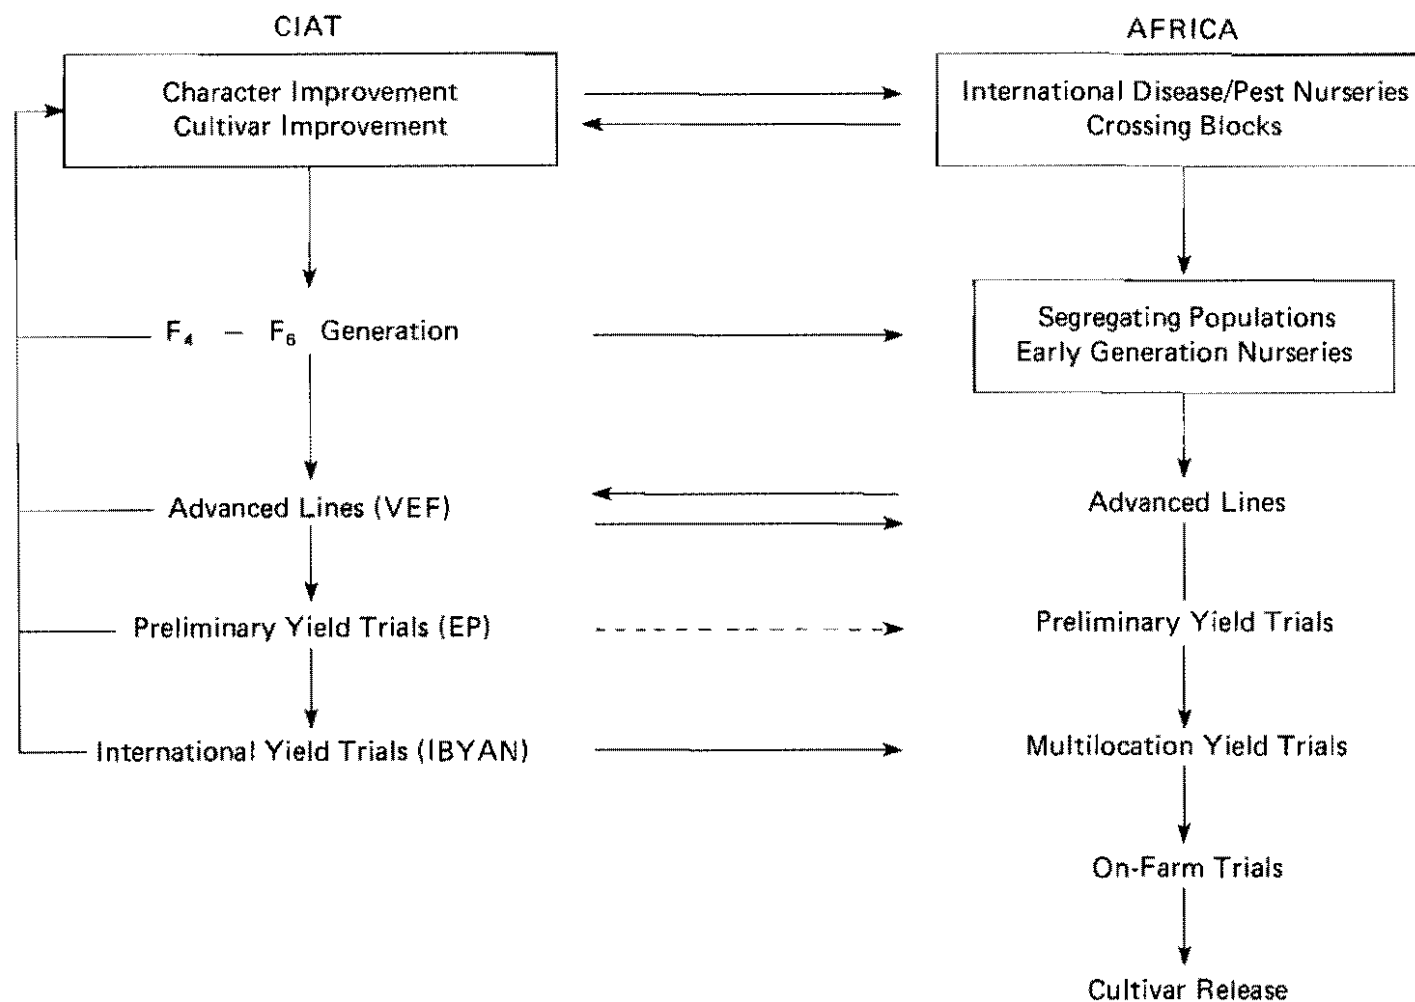 CIAT
AFRICA
Character Improvement
Cultivar Improvement
International Disease/Pest Nurseries
Crossing Blocks
F₄ – F₆ Generation
Segregating Populations
Early Generation Nurseries
Advanced Lines (VEF)
Advanced Lines
Preliminary Yield Trials (EP)
Preliminary Yield Trials
International Yield Trials (IBYAN)
Multilocation Yield Trials
On-Farm Trials
Cultivar Release